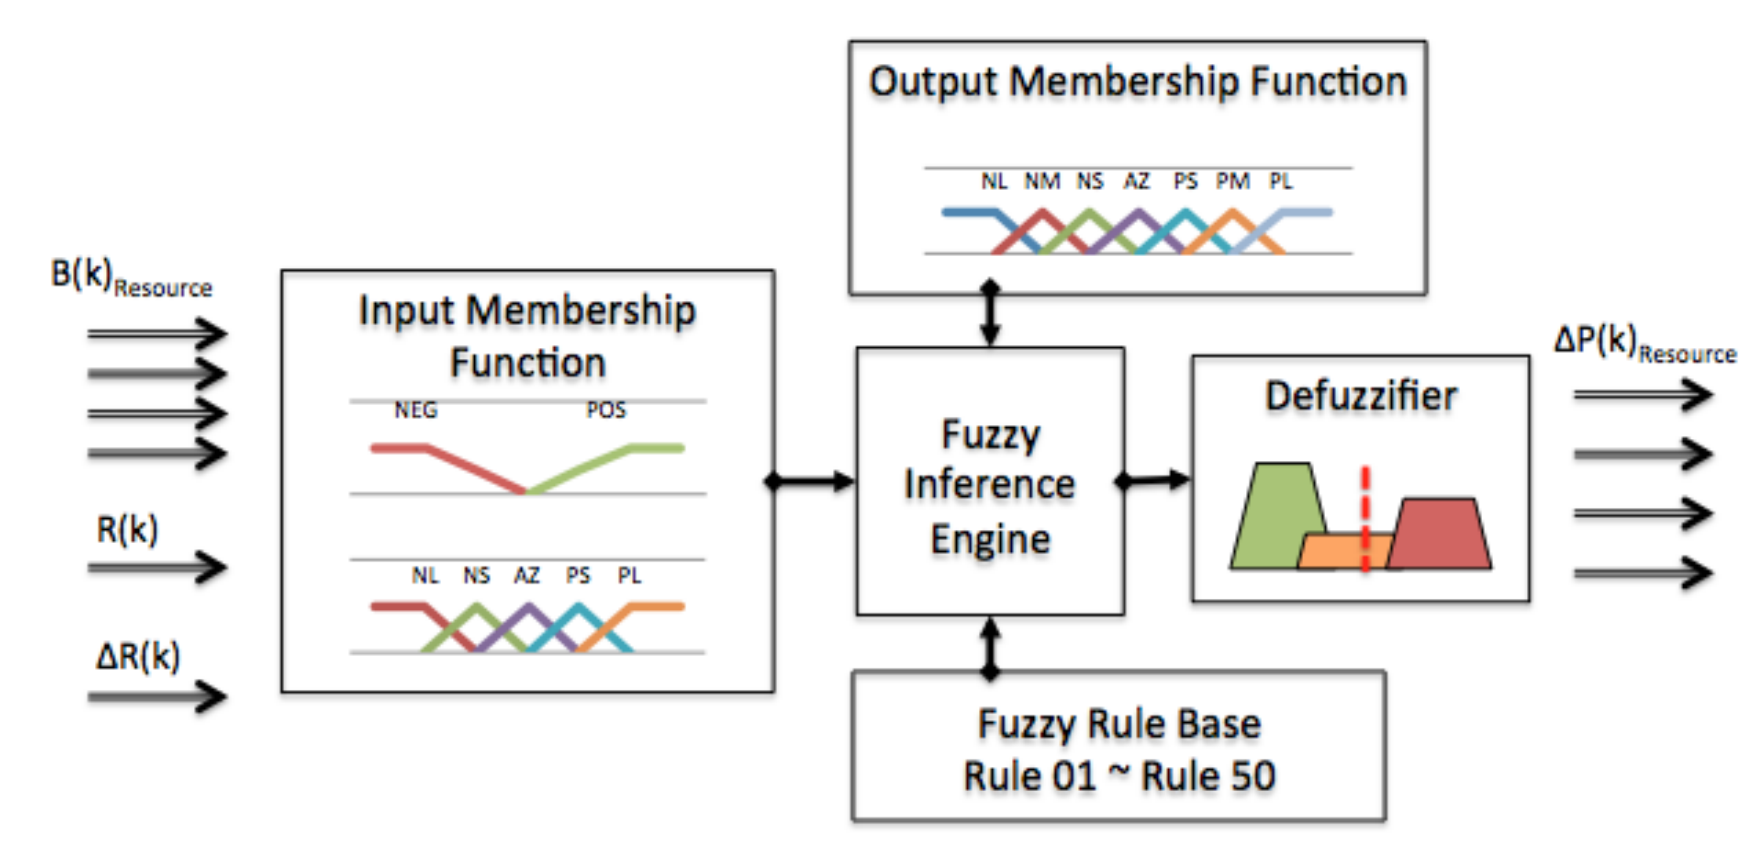 Output Membership Function
NL NM NS AZ PS PM PL
B(k)Resource
Input Membership
Function
NEG POS
NL NS AZ PS PL
R(k)
ΔR(k)
Fuzzy
Inference
Engine
Defuzzifier
ΔP(k)Resource
Fuzzy Rule Base
Rule 01 ~ Rule 50